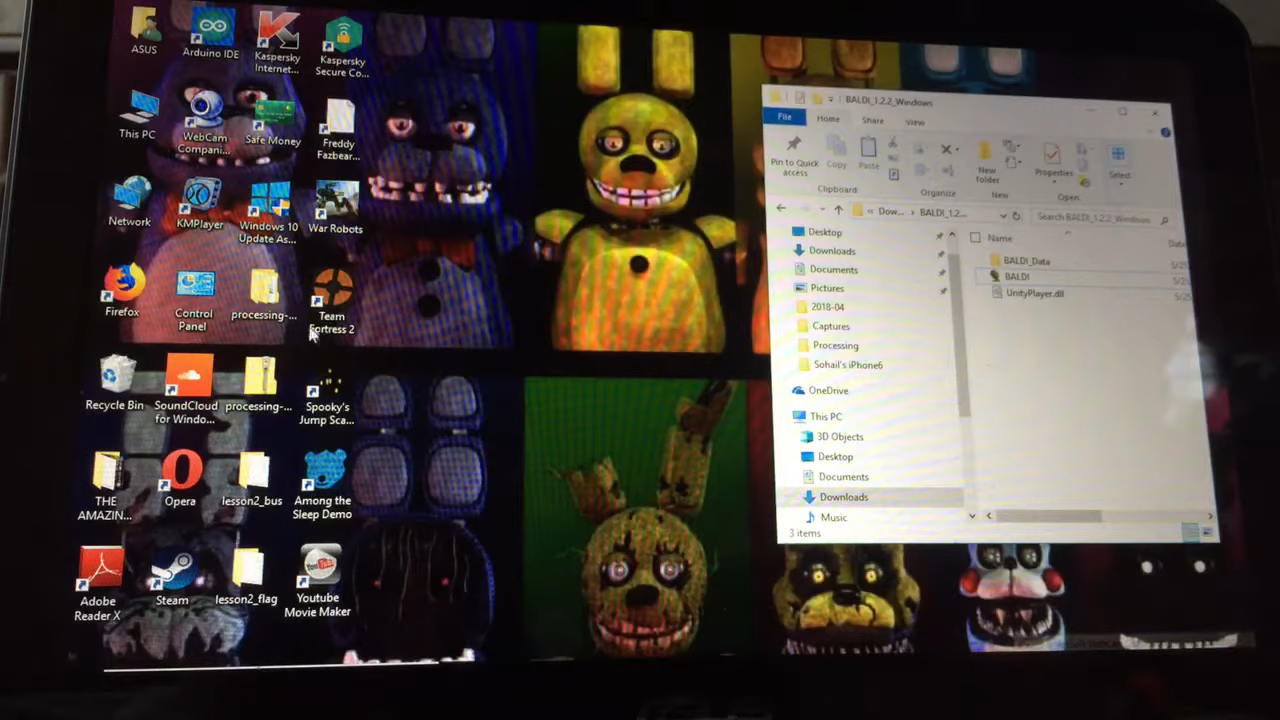 ASUS
Arduino IDE
Kaspersky
Internet...
Kaspersky
Secure Co...
This PC
WebCam
Compani...
Safe Money
Freddy
Fazbear...
Network
KMPlayer
Windows 10
Update As...
War Robots
Firefox
Control
Panel
processing-...
Team
Fortress 2
Recycle Bin
SoundCloud
for Windo...
processing-...
Spooky's
Jump Sca...
THE
AMAZIN...
Opera
lesson2_bus
Among the
Sleep Demo
Adobe
Reader X
Steam
lesson2_flag
You
Tube
Youtube
Movie Maker
BALDI_1.2.2_Windows
File
Home
Share
View
Pin to Quick
access
Copy
Paste
New
folder
Properties
Select
Clipboard
Organize
New
Open
« Dow... › BALDI_1.2...
Search BALDI_1.2.2_Windows
Desktop
Downloads
Documents
Pictures
2018-04
Captures
Processing
Sohail's iPhone6
OneDrive
This PC
3D Objects
Desktop
Documents
Downloads
Music
Name
BALDI_Data
BALDI
UnityPlayer.dll
3 items